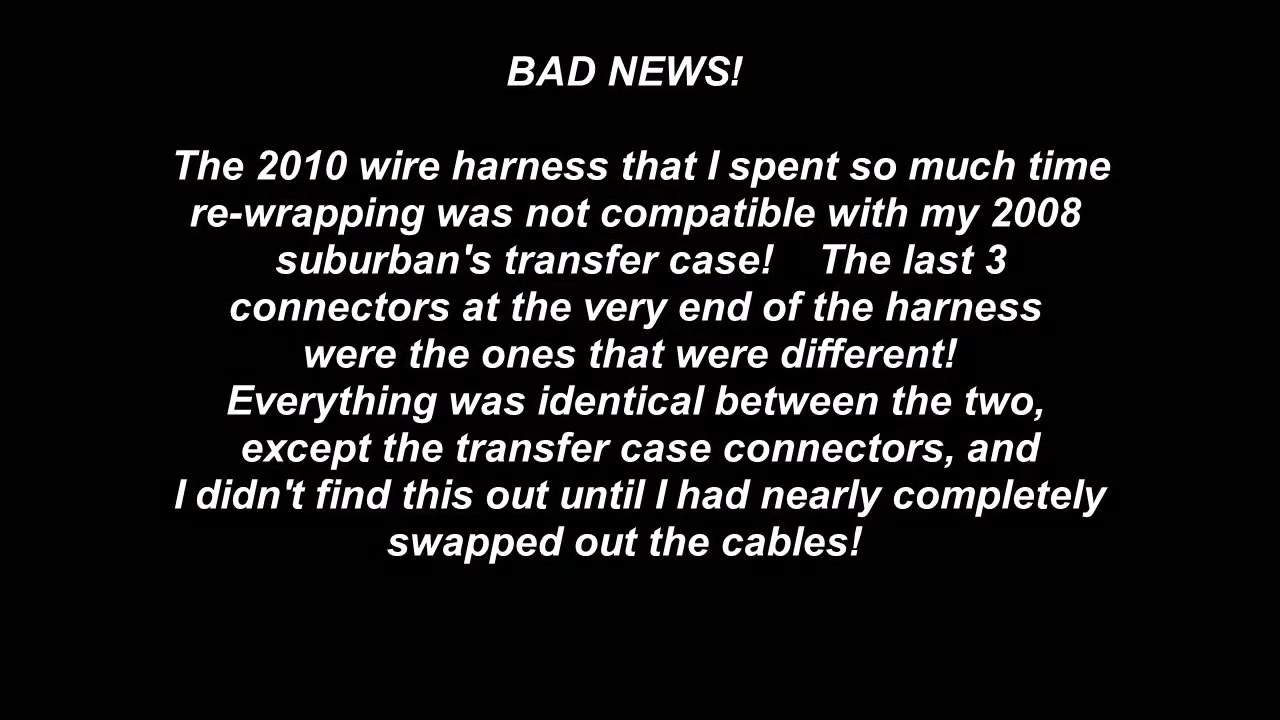 BAD NEWS!
The 2010 wire harness that I spent so much time
re-wrapping was not compatible with my 2008
suburban's transfer case!    The last 3
connectors at the very end of the harness
were the ones that were different!
Everything was identical between the two,
except the transfer case connectors, and
I didn't find this out until I had nearly completely
swapped out the cables!